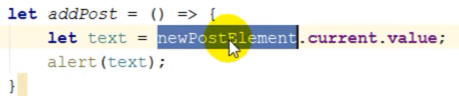 let addPost = () => {
    let text = newPostElement.current.value;
    alert(text);
}